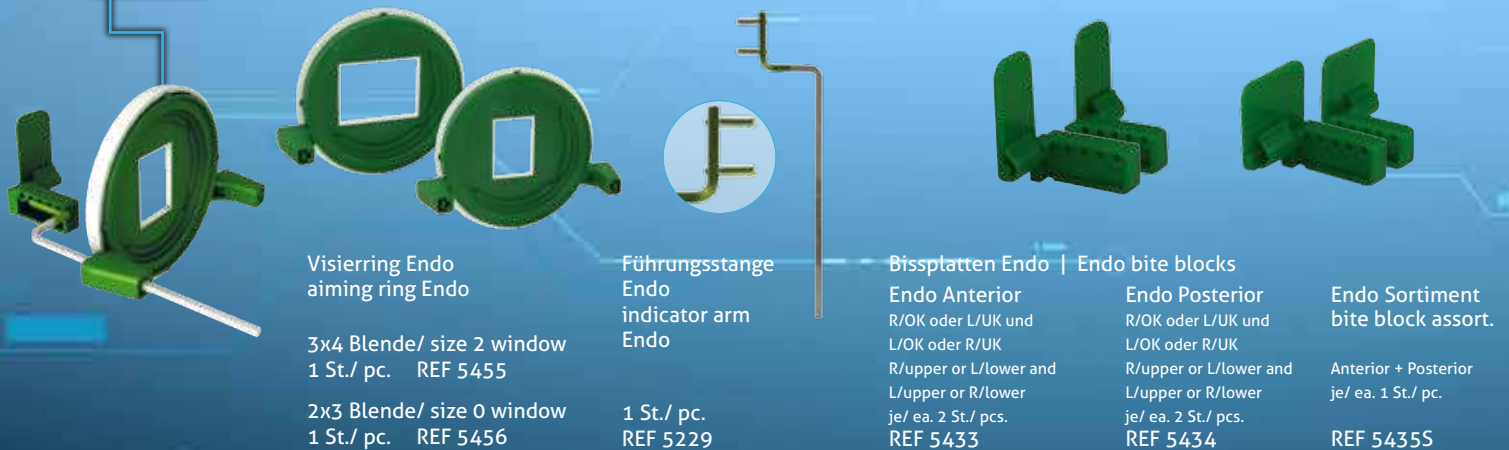 Visierring Endo
aiming ring Endo
3x4 Blende/ size 2 window
1 St./ pc. REF 5455
2x3 Blende/ size 0 window
1 St./ pc. REF 5456
Führungsstange
Endo
indicator arm
Endo
1 St./ pc.
REF 5229
Bissplatten Endo | Endo bite blocks
Endo Anterior
R/OK oder L/UK und
L/OK oder R/UK
R/upper or L/lower and
L/upper or R/lower
je/ ea. 2 St./ pcs.
REF 5433
Endo Posterior
R/OK oder L/UK und
L/OK oder R/UK
R/upper or L/lower and
L/upper or R/lower
je/ ea. 2 St./ pcs.
REF 5434
Endo Sortiment
bite block assort.
Anterior + Posterior
je/ ea. 1 St./ pc.
REF 5435S